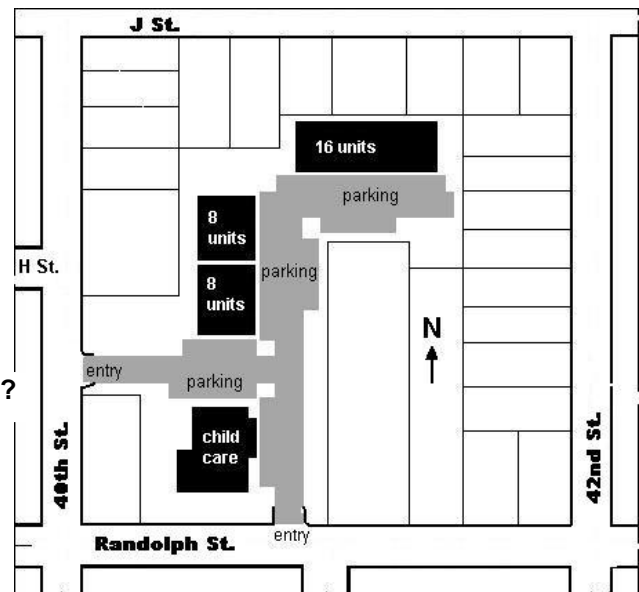 J St.
16 units
parking
8
units
H St.
parking
8
units
N
entry
parking
?
child
care
40th St.
42nd St.
Randolph St.
entry